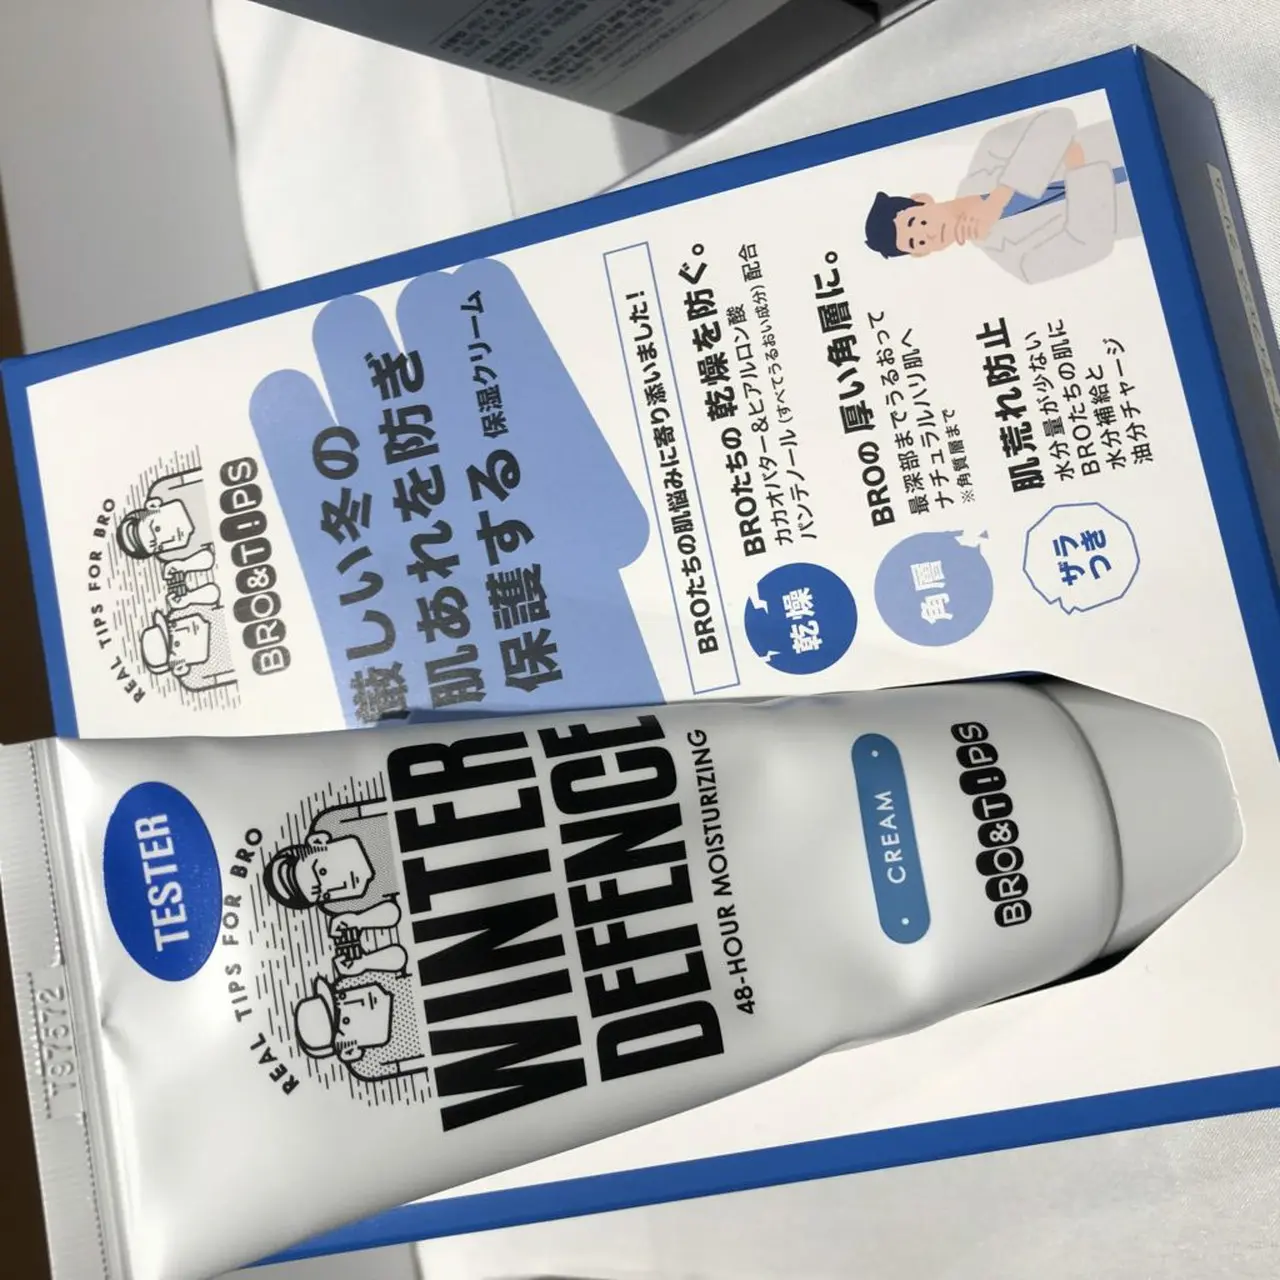 REAL TIPS FOR BRO
BRO&TIPS
厳しい冬の
肌あれを防ぎ
保護する 保湿クリーム
BROたちの肌悩みに寄り添いました!
乾燥
BROたちの 乾燥を防ぐ。
カカオバター&ヒアルロン酸
パンテノール (すべてうるおい成分) 配合
角層
BROの 厚い角層に。
最深部までうるおって
ナチュラルハリ肌へ
※角質層まで
ザラ
つき
肌荒れ防止
水分量が少ない
BROたちの肌に
水分補給と
油分チャージ
TESTER
REAL TIPS FOR BRO
WINTER
DEFENCE
48-HOUR MOISTURIZING
CREAM
BRO&TIPS